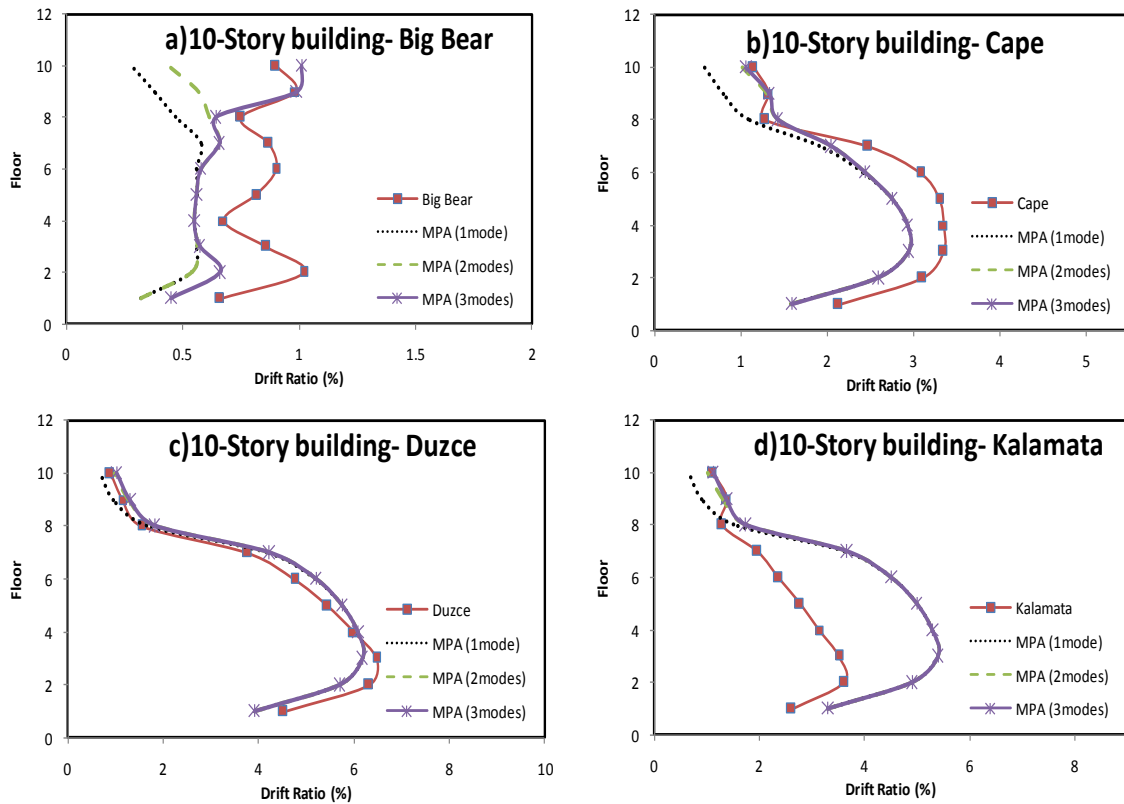 a)10-Story building- Big Bear
12
10
8
6
4
2
0
Floor
Big Bear
MPA (1mode)
MPA (2modes)
MPA (3modes)
0
0.5
1
1.5
2
Drift Ratio (%)
b)10-Story building- Cape
12
10
8
6
4
2
0
Floor
Cape
MPA (1mode)
MPA (2modes)
MPA (3modes)
0
1
2
3
4
5
Drift Ratio (%)
c)10-Story building- Duzce
12
10
8
6
4
2
0
Floor
Duzce
MPA (1mode)
MPA (2modes)
MPA (3modes)
0
2
4
6
8
10
Drift Ratio (%)
d)10-Story building- Kalamata
12
10
8
6
4
2
0
Floor
Kalamata
MPA (1mode)
MPA (2modes)
MPA (3modes)
0
2
4
6
8
Drift Ratio (%)